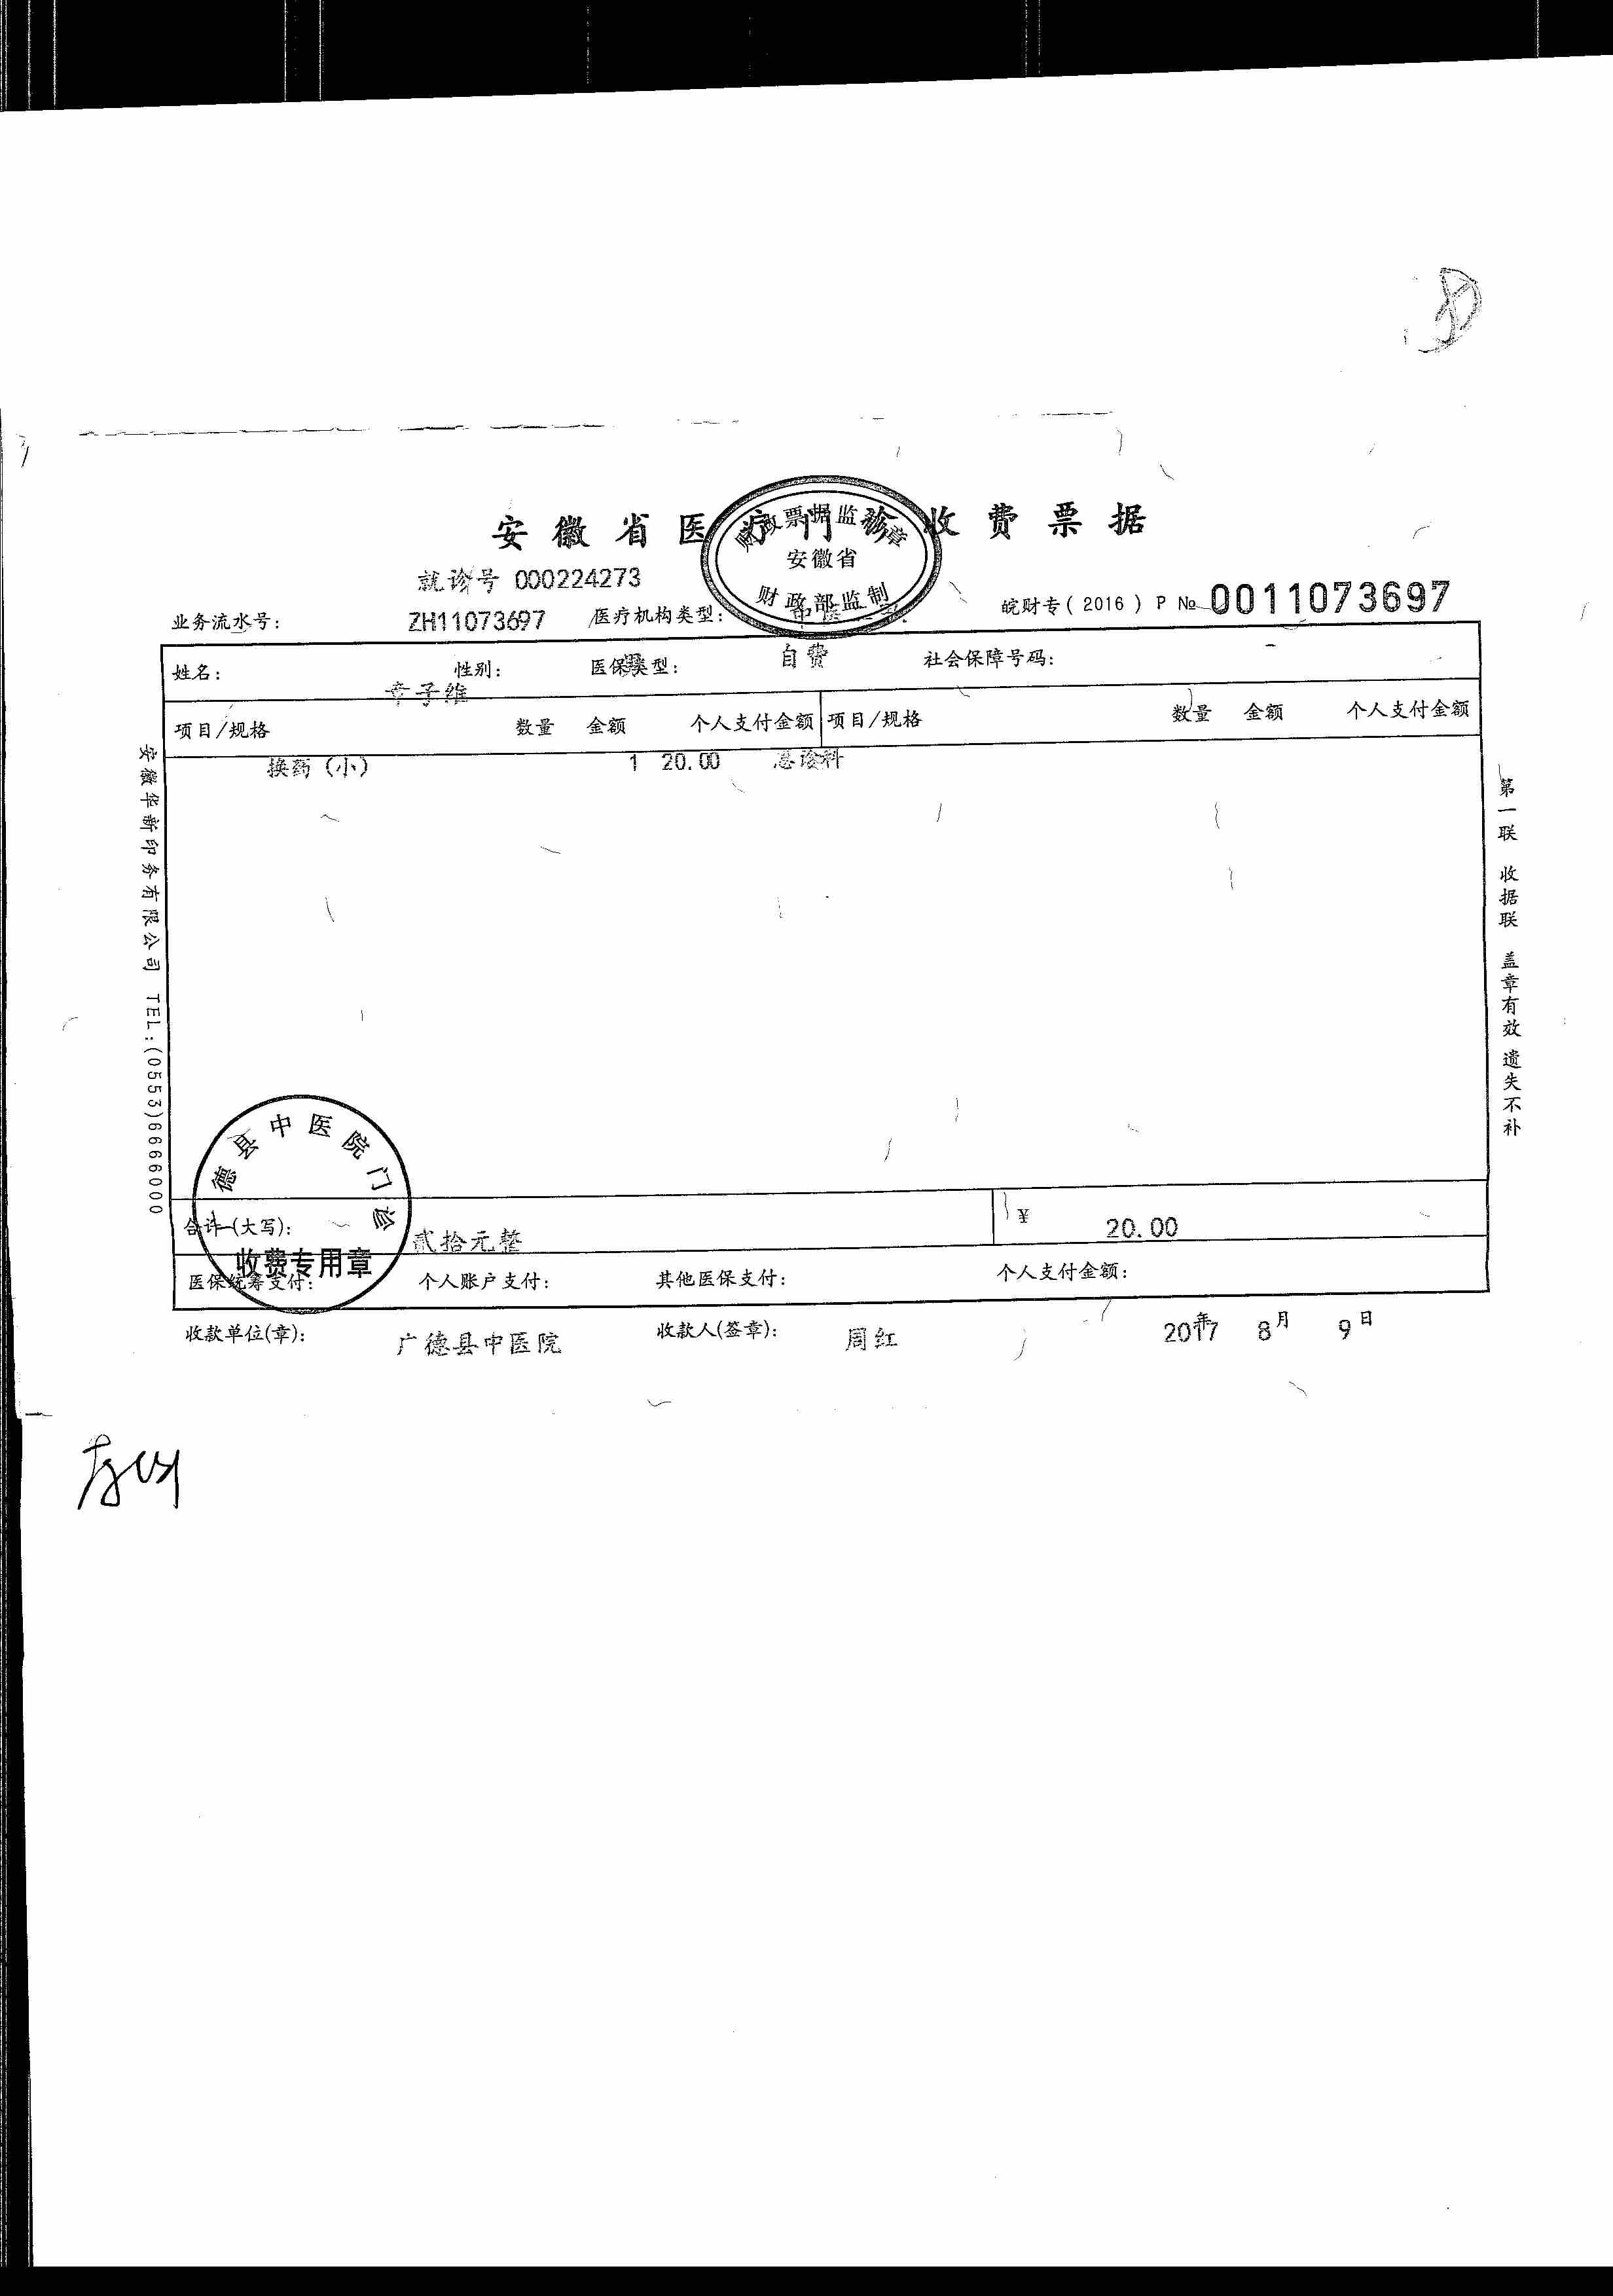 安徽省医疗门诊收费票据
财政票据监制章
安徽省
财政部监制
就诊号 000224273
业务流水号: ZH11073697 医疗机构类型: 皖财专(2016)P № 0011073697
姓名: 章子维 性别: 医保类型: 自费 社会保障号码:
项目/规格 数量 金额 个人支付金额 项目/规格 数量 金额 个人支付金额
换药(小) 1 20.00 急诊科
安徽华新印务有限公司 TEL:(0553)6666000
第一联 收据联 盖章有效 遗失不补
德县中医院门诊
收费专用章
合计(大写): 贰拾元整 ¥ 20.00
医保统筹支付: 个人账户支付: 其他医保支付: 个人支付金额:
收款单位(章): 广德县中医院 收款人(签章): 周红 2017年 8月 9日